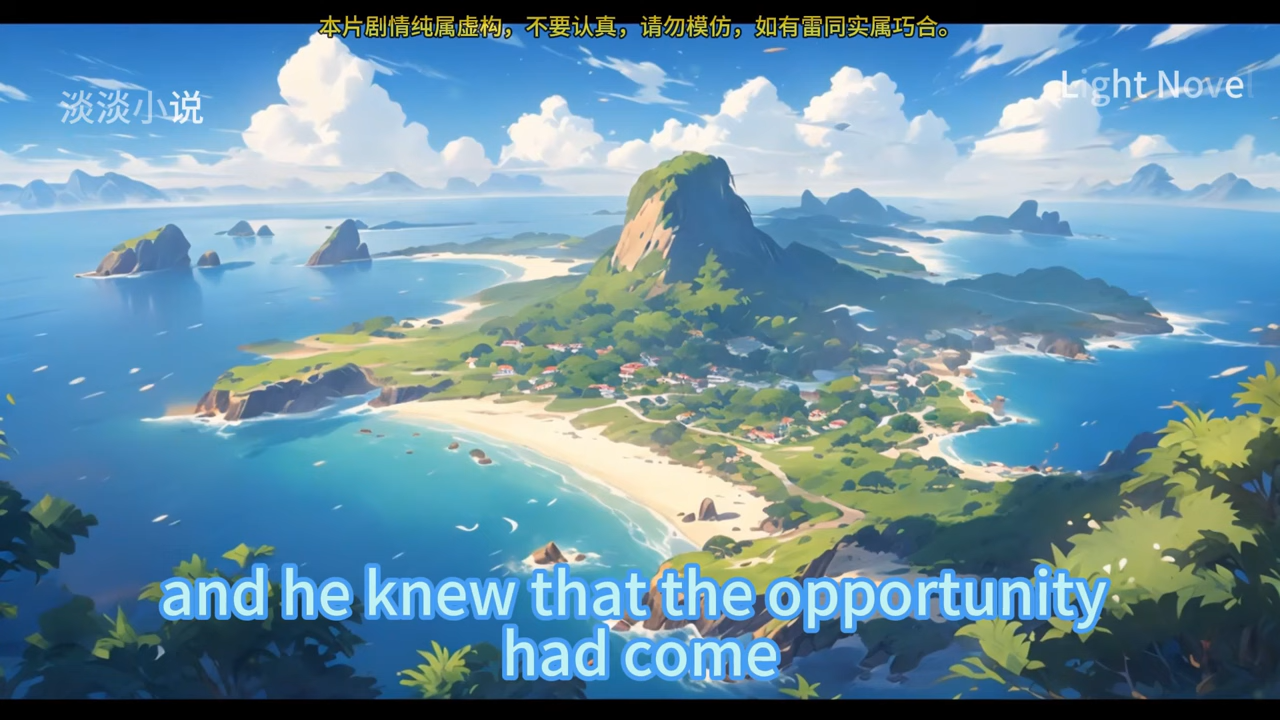 本片剧情纯属虚构，不要认真，请勿模仿，如有雷同实属巧合。
淡淡小说
Light Novel
and he knew that the opportunity
had come